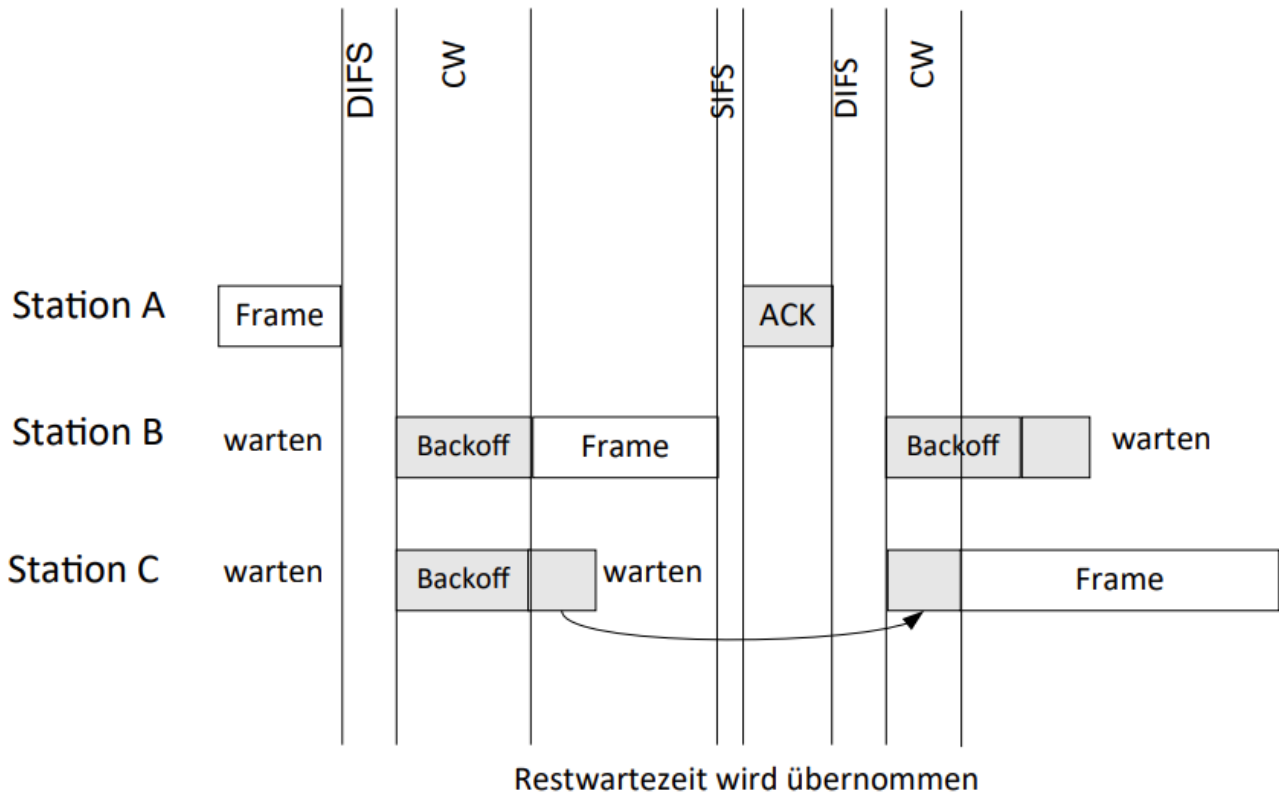 DIFS
CW
SIFS
DIFS
CW
Station A
Frame
ACK
Station B
warten
Backoff
Frame
Backoff
warten
Station C
warten
Backoff
warten
Frame
Restwartezeit wird übernommen